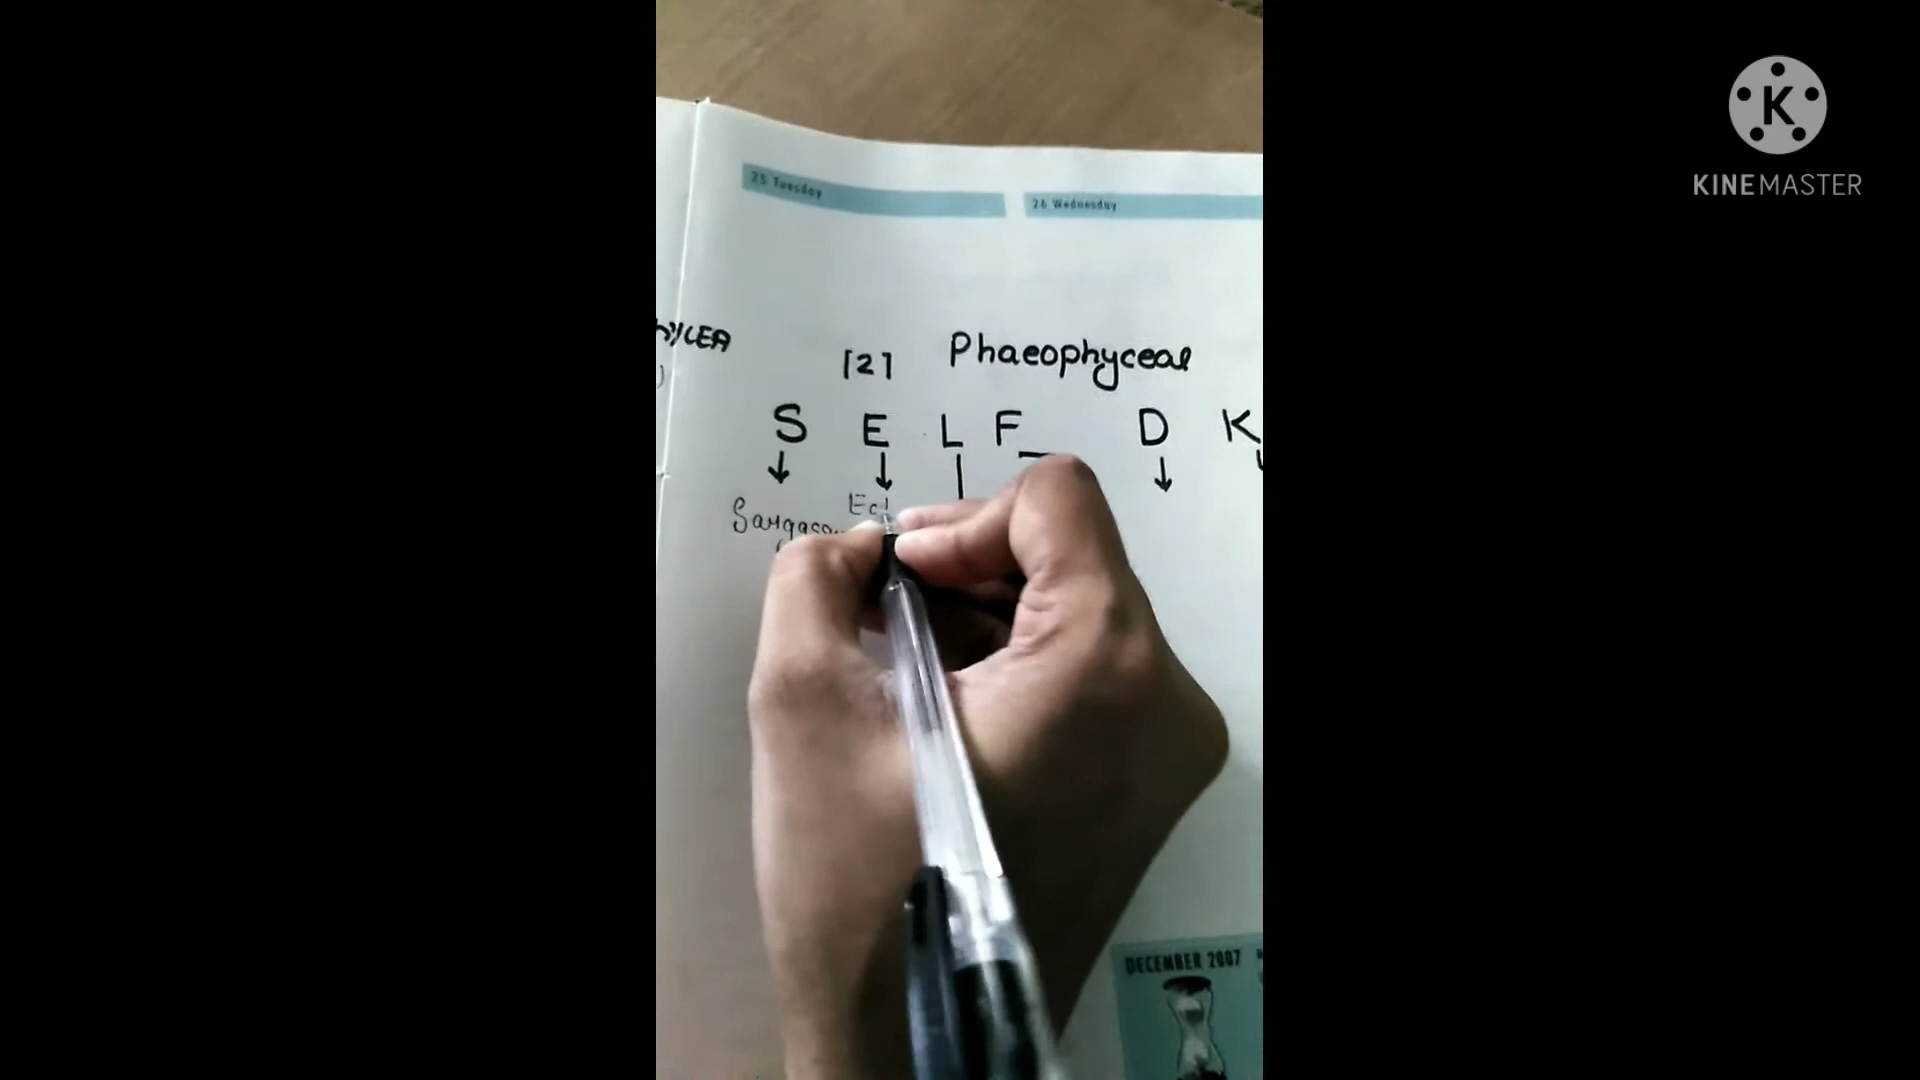 25 Tuesday
26 Wednesday
[2] Phaeophyceae
S E L F D K
DECEMBER 2007
K
KINEMASTER